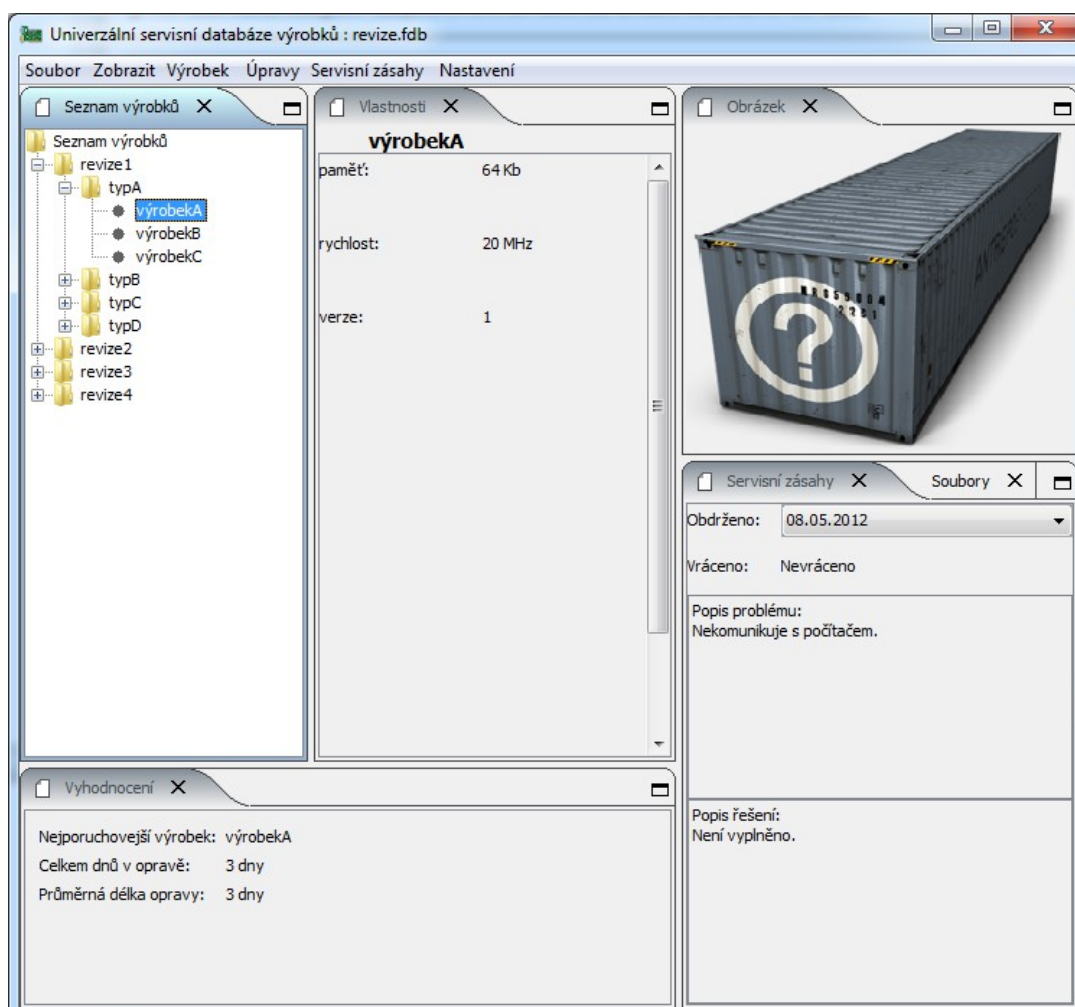 Univerzální servisní databáze výrobků : revize.fdb
Soubor Zobrazit Výrobek Úpravy Servisní zásahy Nastavení
Seznam výrobků
Seznam výrobků
revize1
typA
výrobekA
výrobekB
výrobekC
typB
typC
typD
revize2
revize3
revize4
Vlastnosti
výrobekA
paměť: 64 Kb
rychlost: 20 MHz
verze: 1
Obrázek
2281
Servisní zásahy Soubory
Obdrženo: 08.05.2012
Vráceno: Nevráceno
Popis problému:
Nekomunikuje s počítačem.
Popis řešení:
Není vyplněno.
Vyhodnocení
Nejporuchovejší výrobek: výrobekA
Celkem dnů v opravě: 3 dny
Průměrná délka opravy: 3 dny